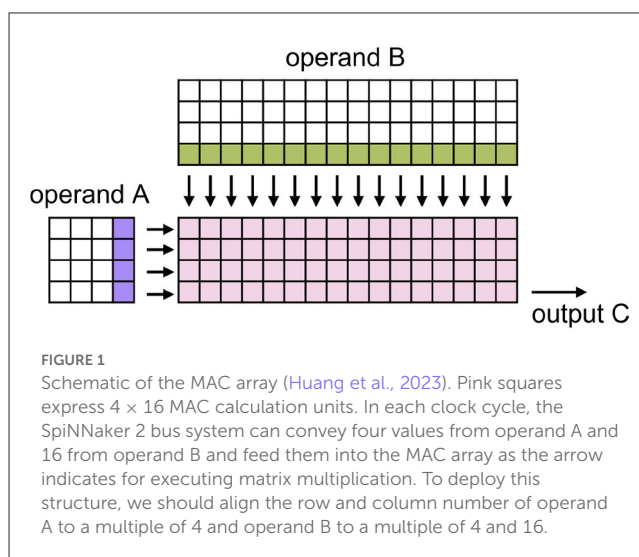 operand B
operand A
output C
FIGURE 1
Schematic of the MAC array (Huang et al., 2023). Pink squares
express 4 × 16 MAC calculation units. In each clock cycle, the
SpiNNaker 2 bus system can convey four values from operand A and
16 from operand B and feed them into the MAC array as the arrow
indicates for executing matrix multiplication. To deploy this
structure, we should align the row and column number of operand
A to a multiple of 4 and operand B to a multiple of 4 and 16.